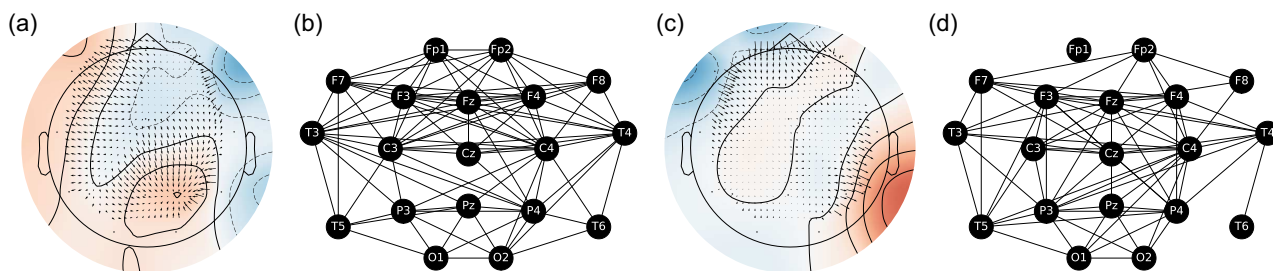 (a) (b) (c) (d)
Fp1 Fp2 Fp1 Fp2
F7 F8 F7 F8
F3 Fz F4 F3 Fz F4
T3 T4 T3 T4
C3 Cz C4 C3 Cz C4
P3 Pz P4 P3 Pz P4
T5 T6 T5 T6
O1 O2 O1 O2